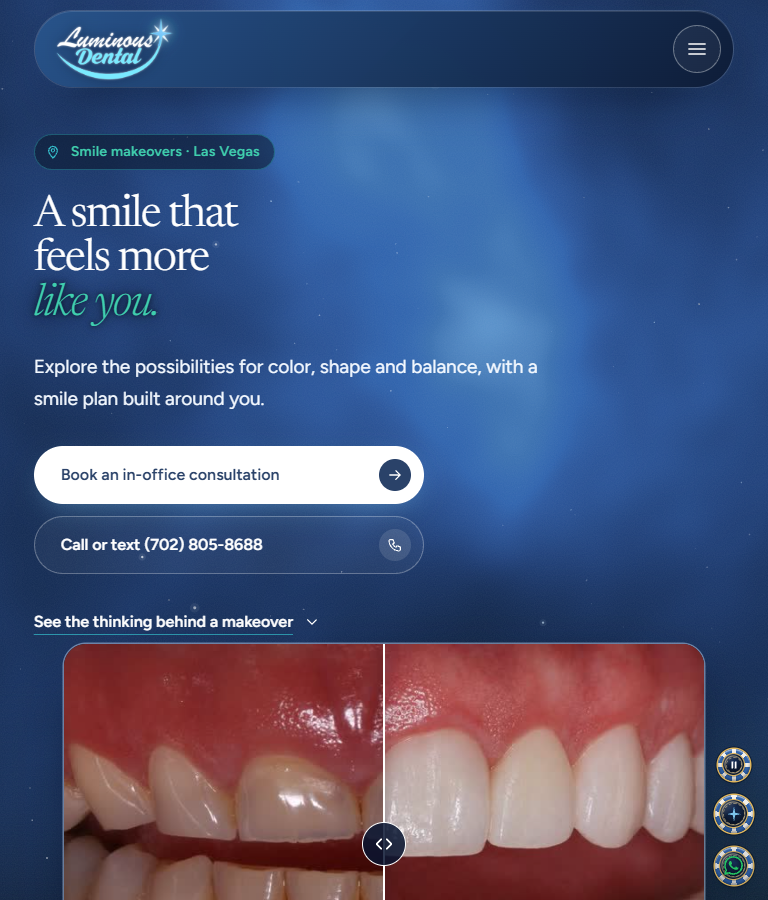 Luminous
Dental
Smile makeovers · Las Vegas
A smile that
feels more
like you.
Explore the possibilities for color, shape and balance, with a
smile plan built around you.
Book an in-office consultation
Call or text (702) 805-8688
See the thinking behind a makeover